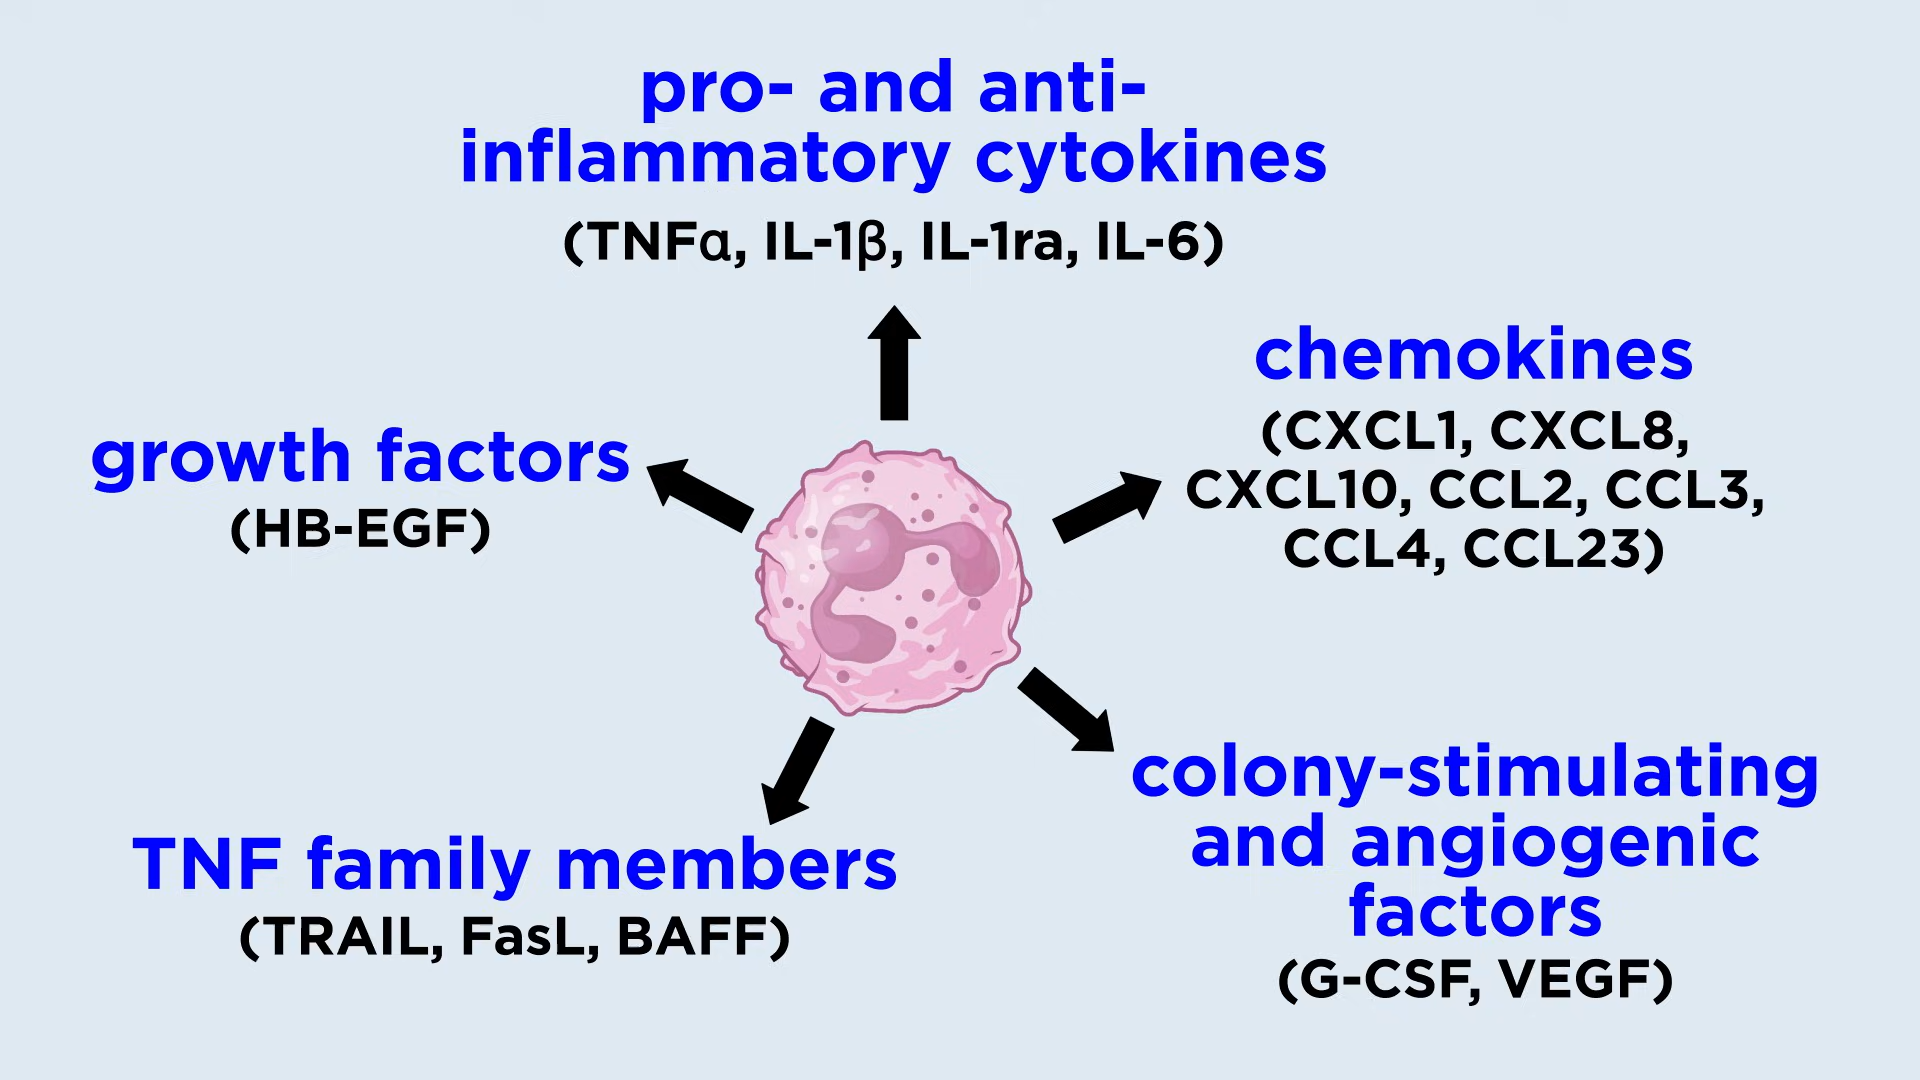 pro- and anti-
inflammatory cytokines
(TNFα, IL-1β, IL-1ra, IL-6)
chemokines
(CXCL1, CXCL8,
CXCL10, CCL2, CCL3,
CCL4, CCL23)
growth factors
(HB-EGF)
colony-stimulating
and angiogenic
factors
(G-CSF, VEGF)
TNF family members
(TRAIL, FasL, BAFF)